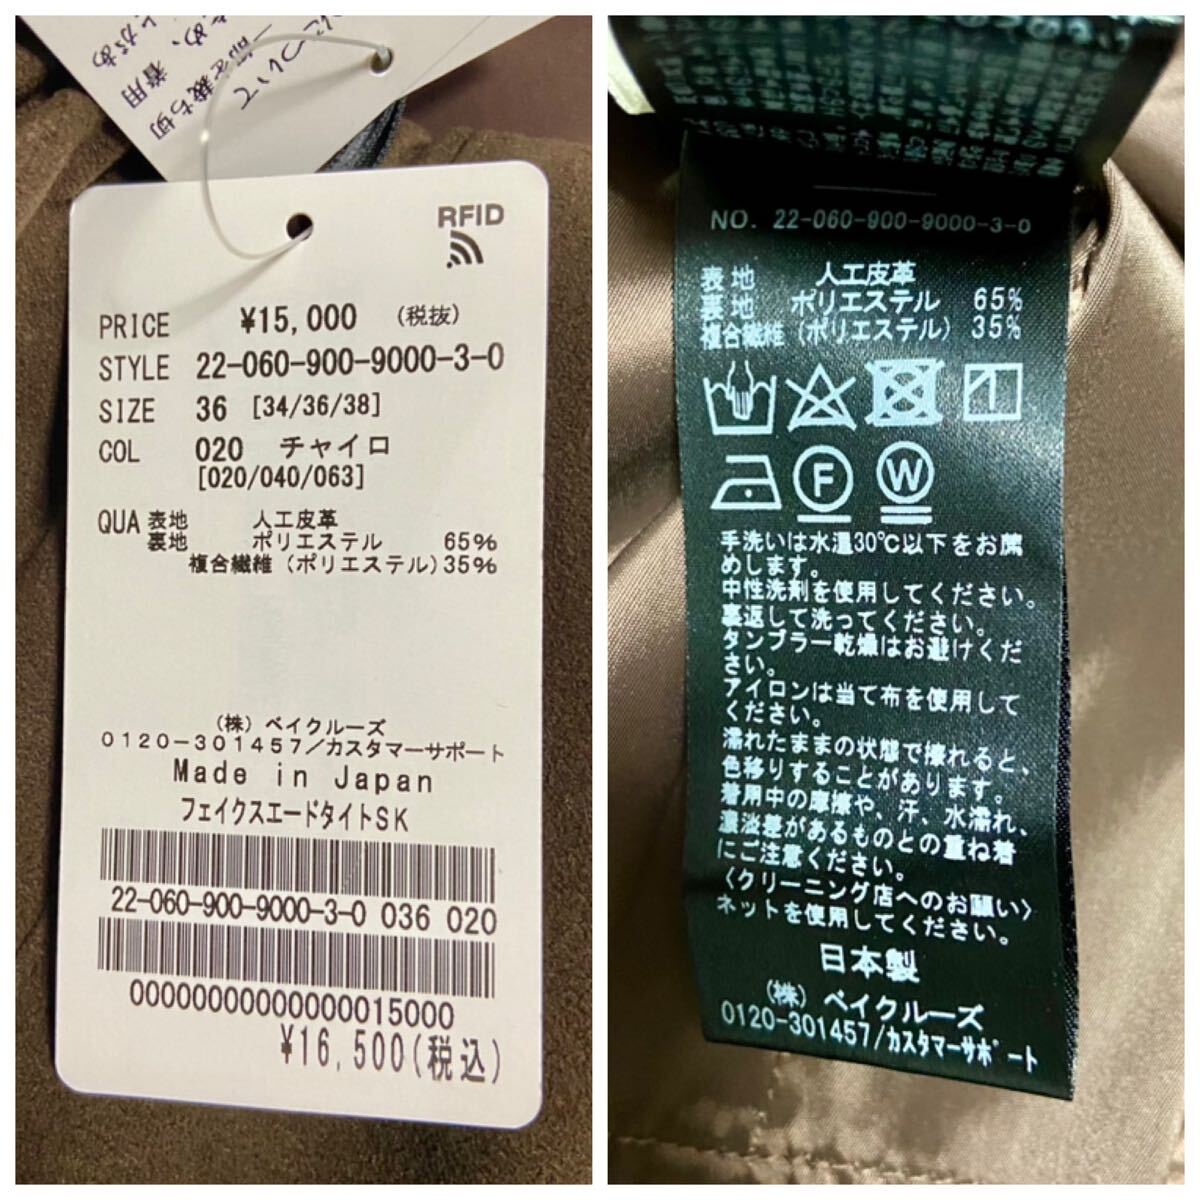 ついて
裁ち切
め、着用
RFID
PRICE ¥15,000 (税抜)
STYLE 22-060-900-9000-3-0
SIZE 36 [34/36/38]
COL 020 チャイロ
[020/040/063]
QUA 表地 人工皮革
裏地 ポリエステル 65%
複合繊維(ポリエステル)35%
(株)ベイクルーズ
0120-301457/カスタマーサポート
Made in Japan
フェイクスエードタイトSK
22-060-900-9000-3-0 036 020
00000000000000015000
¥16,500(税込)
NO. 22-060-900-9000-3-0
表地 人工皮革
裏地 ポリエステル 65%
複合繊維(ポリエステル) 35%
F W
手洗いは水温30℃以下をお薦
めします。
中性洗剤を使用してください。
裏返して洗ってください。
タンブラー乾燥はお避けくだ
さい。
アイロンは当て布を使用して
ください。
濡れたままの状態で擦れると、
色移りすることがあります。
着用中の摩擦や、汗、水濡れ、
濃淡差があるものとの重ね着
にご注意ください。
〈クリーニング店へのお願い〉
ネットを使用してください。
日本製
(株)ベイクルーズ
0120-301457/カスタマーサポート